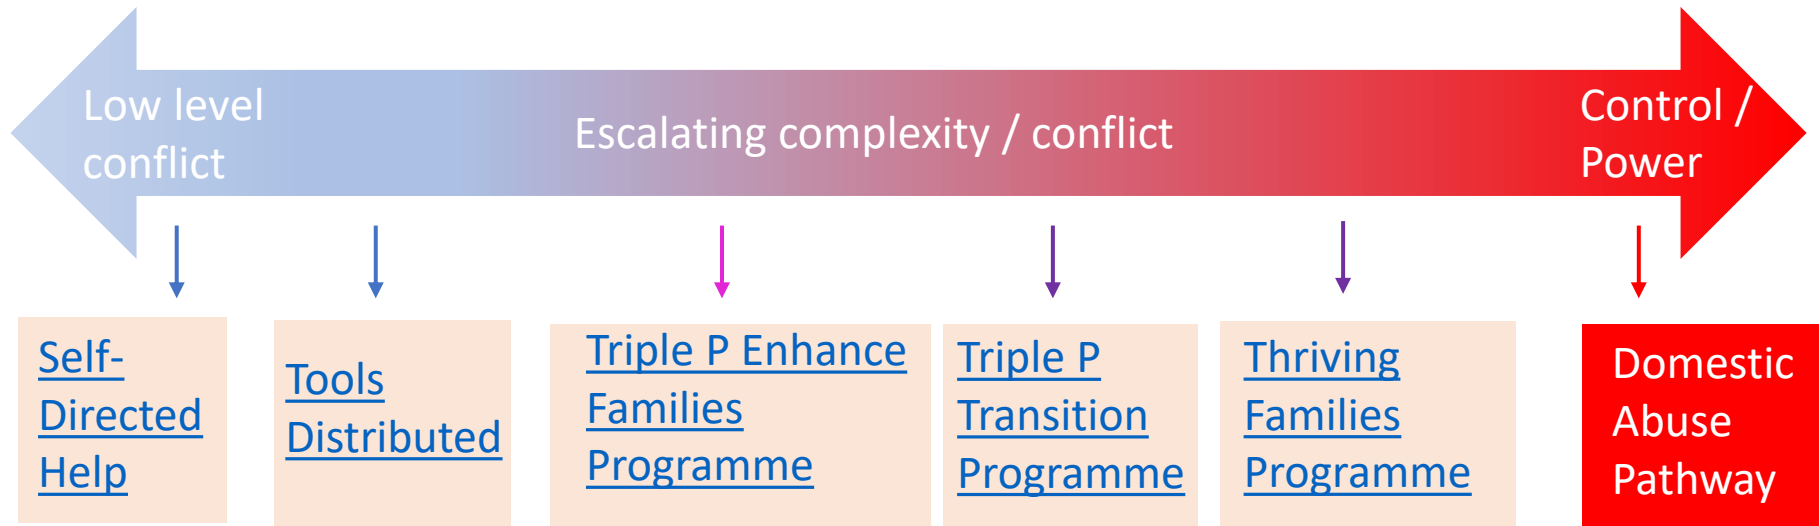 Low level
conflict
Escalating complexity / conflict
Control /
Power
Self-
Directed
Help
Tools
Distributed
Triple P Enhance
Families
Programme
Triple P
Transition
Programme
Thriving
Families
Programme
Domestic
Abuse
Pathway